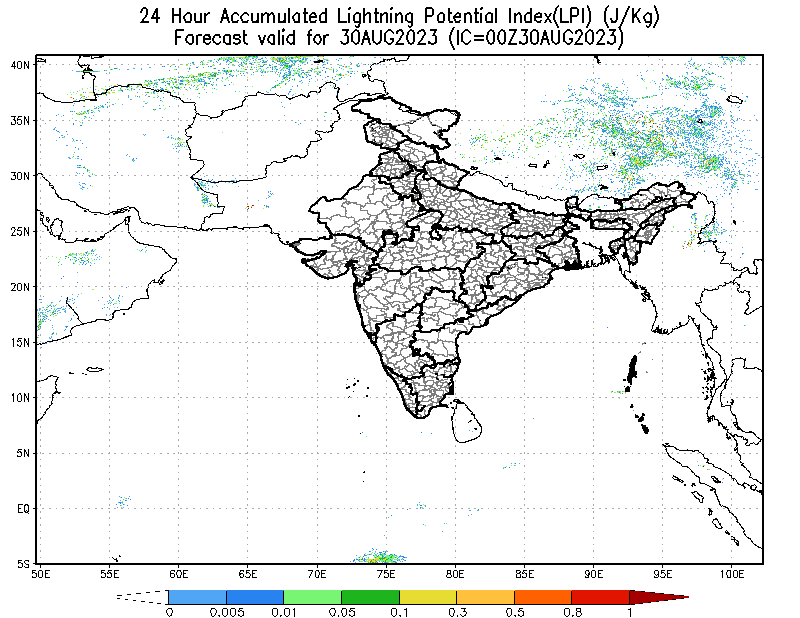 24 Hour Accumulated Lightning Potential Index(LPI) (J/Kg)
Forecast valid for 30AUG2023 (IC=00Z30AUG2023)
40N
35N
30N
25N
20N
15N
10N
5N
EQ
5S
50E 55E 60E 65E 70E 75E 80E 85E 90E 95E 100E
0 0.005 0.01 0.05 0.1 0.3 0.5 0.8 1